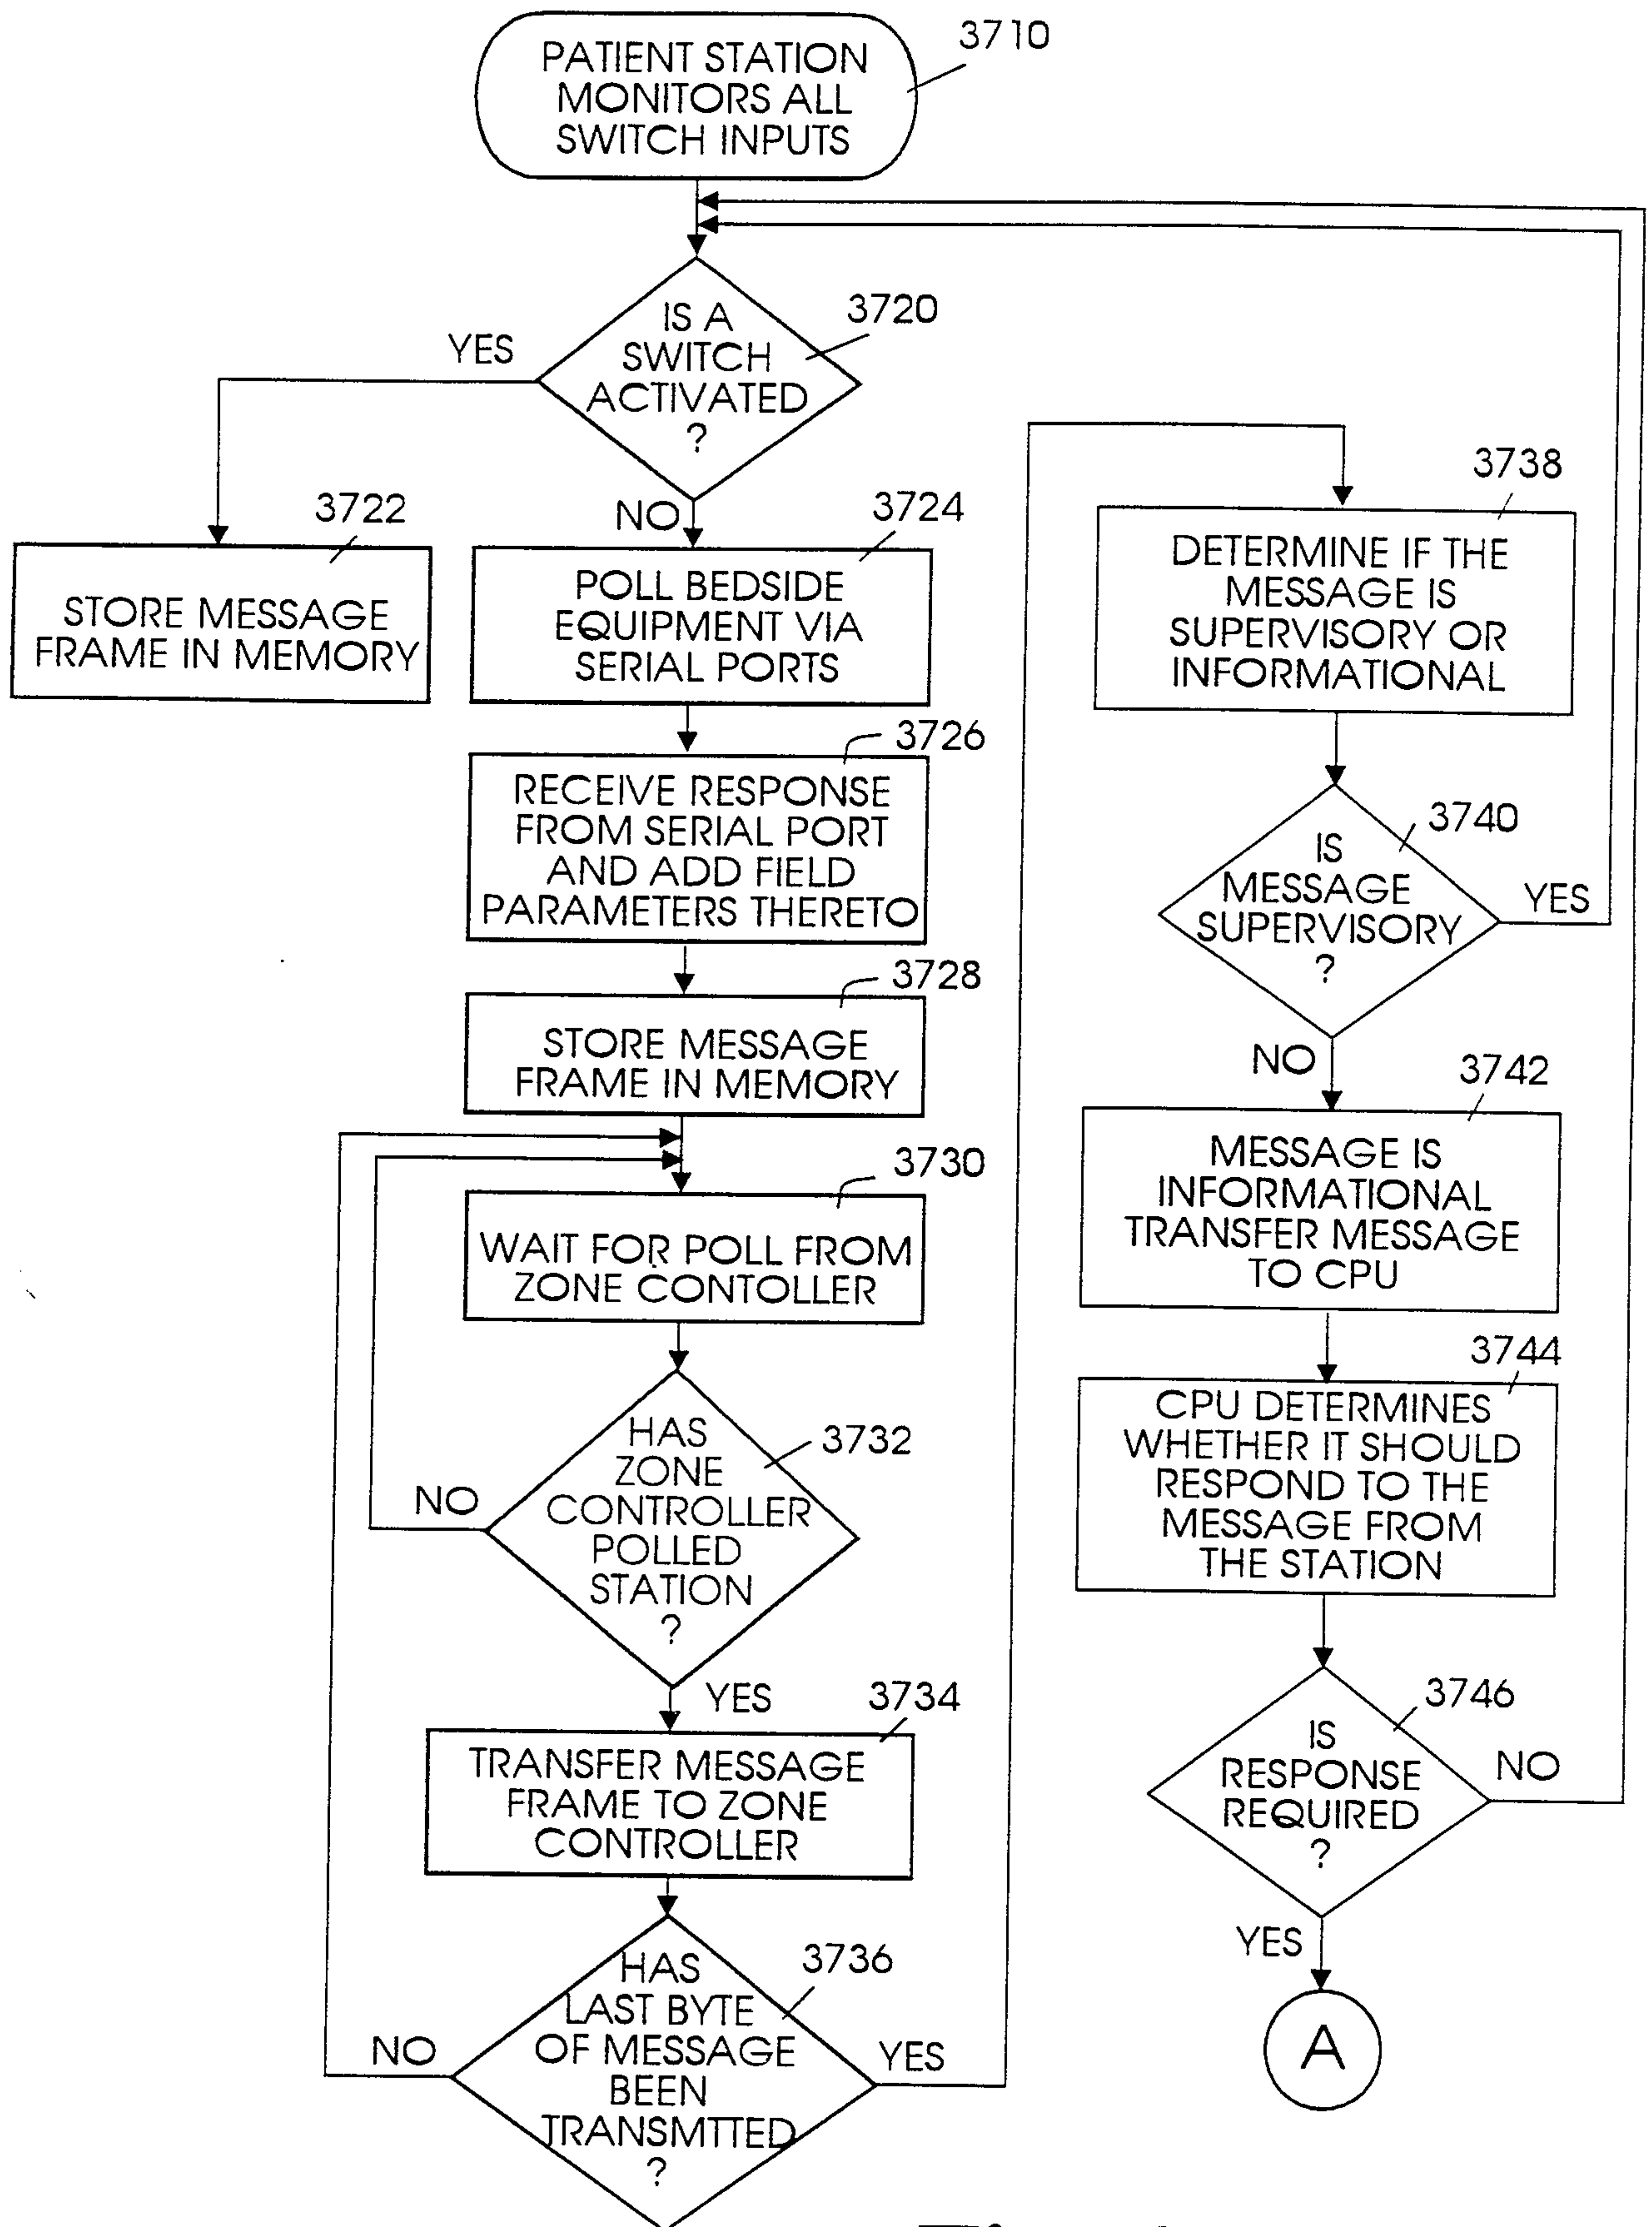 3710
PATIENT STATION
MONITORS ALL
SWITCH INPUTS
3720
IS A
SWITCH
ACTIVATED
?
YES
NO
3722
STORE MESSAGE
FRAME IN MEMORY
3724
POLL BEDSIDE
EQUIPMENT VIA
SERIAL PORTS
3726
RECEIVE RESPONSE
FROM SERIAL PORT
AND ADD FIELD
PARAMETERS THERETO
3728
STORE MESSAGE
FRAME IN MEMORY
3730
WAIT FOR POLL FROM
ZONE CONTOLLER
3732
HAS
ZONE
CONTROLLER
POLLED
STATION
?
NO
YES
3734
TRANSFER MESSAGE
FRAME TO ZONE
CONTROLLER
3736
HAS
LAST BYTE
OF MESSAGE
BEEN
TRANSMTTED
?
NO
YES
3738
DETERMINE IF THE
MESSAGE IS
SUPERVISORY OR
INFORMATIONAL
3740
IS
MESSAGE
SUPERVISORY
?
YES
NO
3742
MESSAGE IS
INFORMATIONAL
TRANSFER MESSAGE
TO CPU
3744
CPU DETERMINES
WHETHER IT SHOULD
RESPOND TO THE
MESSAGE FROM
THE STATION
3746
IS
RESPONSE
REQUIRED
?
NO
YES
A